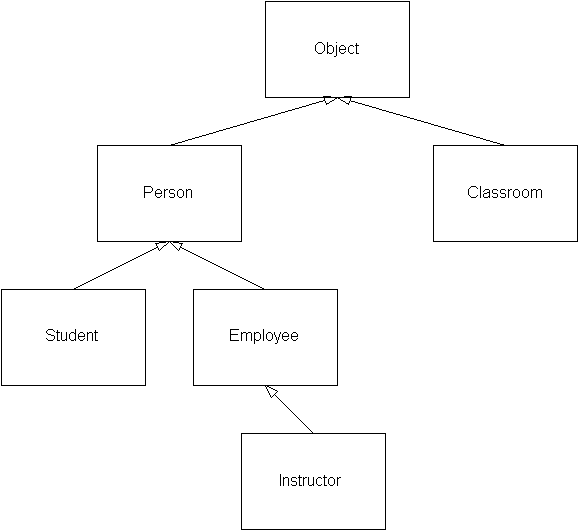 Object
Person
Classroom
Student
Employee
Instructor